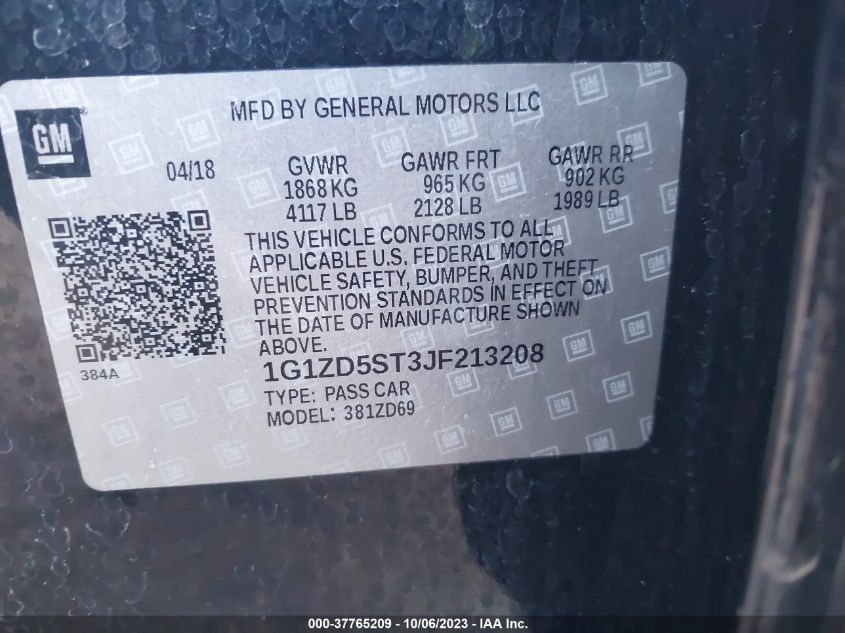 MFD BY GENERAL MOTORS LLC
GM
04/18 GVWR GAWR FRT GAWR RR
1868 KG 965 KG 902 KG
4117 LB 2128 LB 1989 LB
THIS VEHICLE CONFORMS TO ALL
APPLICABLE U.S. FEDERAL MOTOR
VEHICLE SAFETY, BUMPER, AND THEFT
PREVENTION STANDARDS IN EFFECT ON
THE DATE OF MANUFACTURE SHOWN
ABOVE.
384A
1G1ZD5ST3JF213208
TYPE: PASS CAR
MODEL: 381ZD69
000-37765209 - 10/06/2023 - IAA Inc.